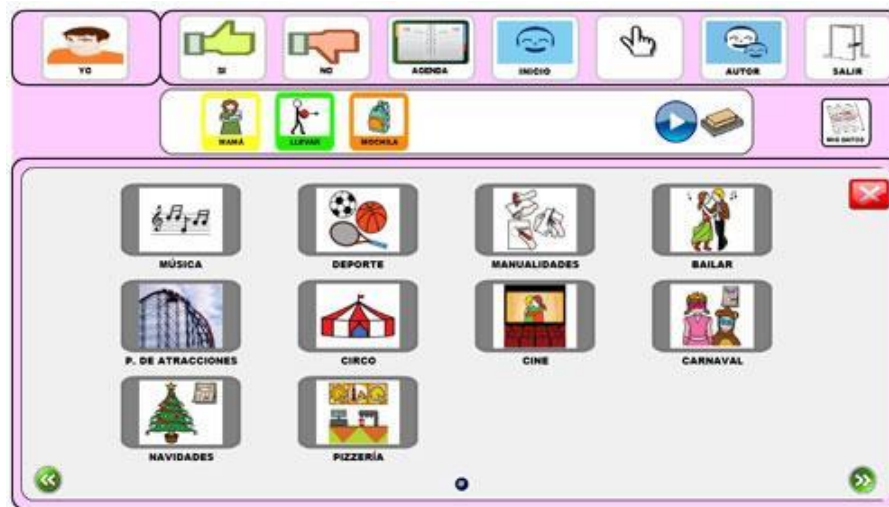 YO
SI
NO
AGENDA
INICIO
AUTOR
SALIR
MAMÁ
LLEVAR
MOCHILA
MIS DATOS
MÚSICA
DEPORTE
MANUALIDADES
BAILAR
P. DE ATRACCIONES
CIRCO
CINE
CARNAVAL
NAVIDADES
PIZZERÍA